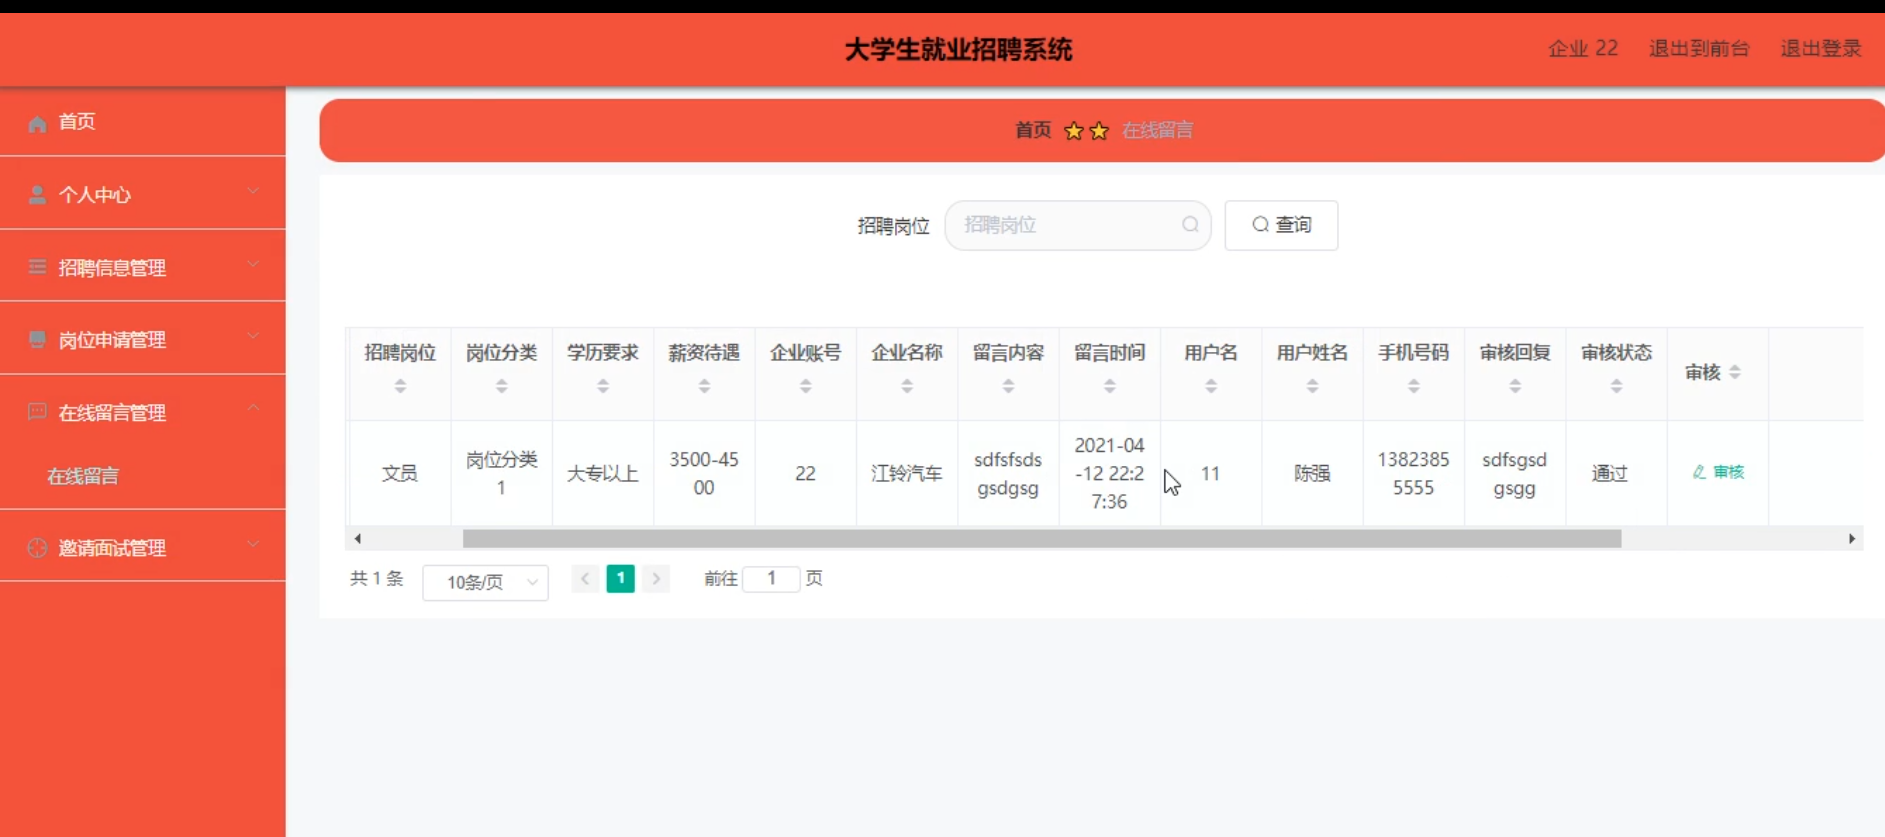 大学生就业招聘系统
企业 22 退出到前台 退出登录
首页
个人中心
招聘信息管理
岗位申请管理
在线留言管理
在线留言
邀请面试管理
首页 在线留言
招聘岗位 招聘岗位 查询
招聘岗位 岗位分类 学历要求 薪资待遇 企业账号 企业名称 留言内容 留言时间 用户名 用户姓名 手机号码 审核回复 审核状态 审核
文员 岗位分类1 大专以上 3500-4500 22 江铃汽车 sdfsfsdsgsdgsg 2021-04-12 22:27:36 11 陈强 13823855555 sdfsgsdgsgg 通过 审核
共 1 条 10条/页 1 前往 1 页